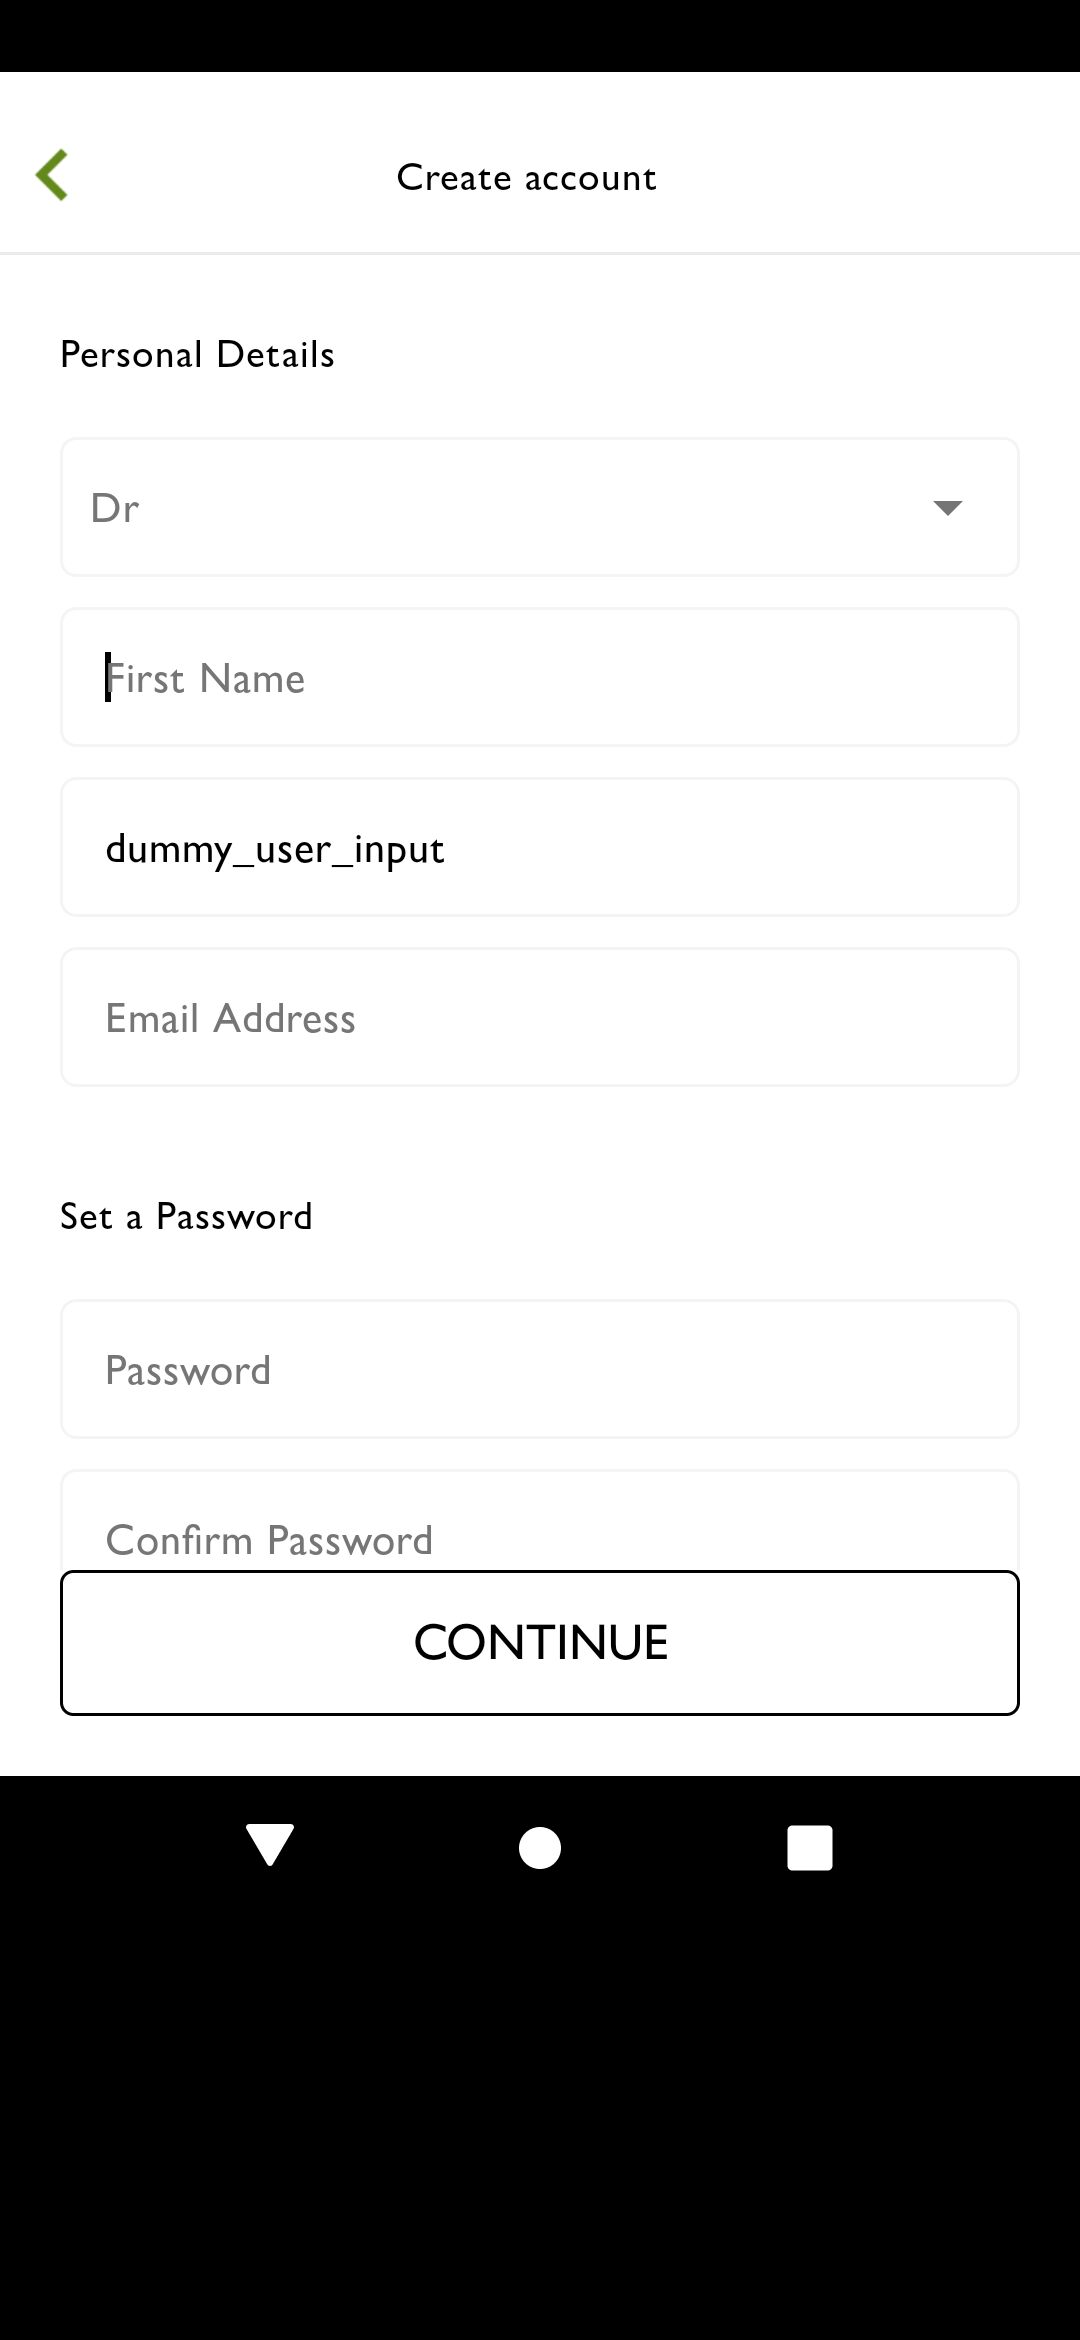 Create account
Personal Details
Dr
First Name
dummy_user_input
Email Address
Set a Password
Password
Confirm Password
CONTINUE